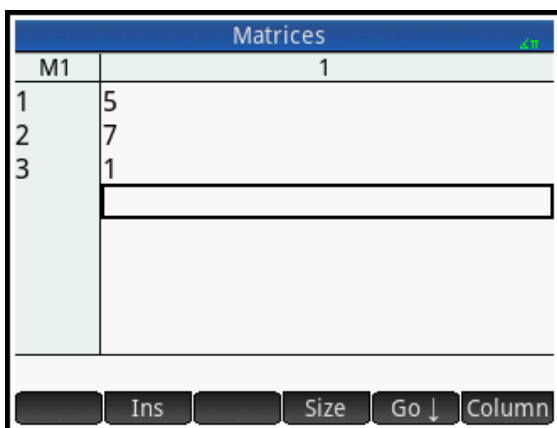 Matrices
∡π
M1 1
1 5
2 7
3 1
Ins Size Go ↓ Column